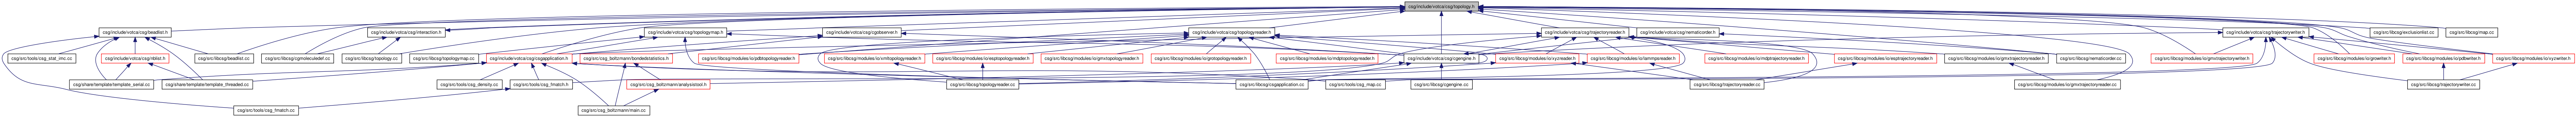 csg/include/votca/csg/topology.h
csg/include/votca/csg/beadlist.h
csg/include/votca/csg/interaction.h
csg/include/votca/csg/topologymap.h
csg/include/votca/csg/cgobserver.h
csg/include/votca/csg/topologyreader.h
csg/include/votca/csg/trajectoryreader.h
csg/include/votca/csg/nematicorder.h
csg/include/votca/csg/trajectorywriter.h
csg/src/libcsg/exclusionlist.cc
csg/src/libcsg/map.cc
csg/src/tools/csg_stat_imc.cc
csg/include/votca/csg/nblist.h
csg/src/libcsg/beadlist.cc
csg/src/libcsg/cgmoleculedef.cc
csg/src/libcsg/topology.cc
csg/src/libcsg/topologymap.cc
csg/include/votca/csg/csgapplication.h
csg/src/csg_boltzmann/bondedstatistics.h
csg/src/libcsg/modules/io/pdbtopologyreader.h
csg/src/libcsg/modules/io/xmltopologyreader.h
csg/src/libcsg/modules/io/esptopologyreader.h
csg/src/libcsg/modules/io/gmxtopologyreader.h
csg/src/libcsg/modules/io/grotopologyreader.h
csg/src/libcsg/modules/io/mdptopologyreader.h
csg/include/votca/csg/cgengine.h
csg/src/libcsg/modules/io/xyzreader.h
csg/src/libcsg/modules/io/lammpsreader.h
csg/src/libcsg/modules/io/mdptrajectoryreader.h
csg/src/libcsg/modules/io/esptrajectoryreader.h
csg/src/libcsg/modules/io/gmxtrajectoryreader.h
csg/src/libcsg/nematicorder.cc
csg/src/libcsg/modules/io/gmxtrajectorywriter.h
csg/src/libcsg/modules/io/growriter.h
csg/src/libcsg/modules/io/pdbwriter.h
csg/src/libcsg/modules/io/xyzwriter.h
csg/share/template/template_serial.cc
csg/share/template/template_threaded.cc
csg/src/tools/csg_density.cc
csg/src/tools/csg_fmatch.h
csg/src/csg_boltzmann/analysistool.h
csg/src/libcsg/topologyreader.cc
csg/src/libcsg/csgapplication.cc
csg/src/tools/csg_map.cc
csg/src/libcsg/cgengine.cc
csg/src/libcsg/trajectoryreader.cc
csg/src/libcsg/modules/io/gmxtrajectoryreader.cc
csg/src/libcsg/trajectorywriter.cc
csg/src/tools/csg_fmatch.cc
csg/src/csg_boltzmann/main.cc